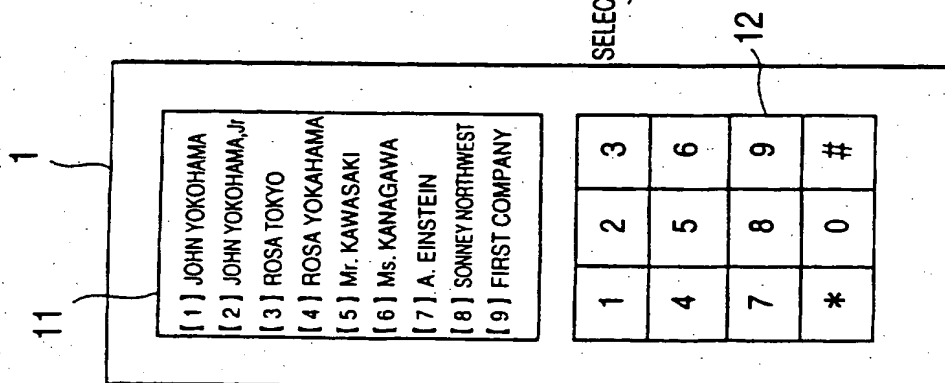 1
11
[1] JOHN YOKOHAMA
[2] JOHN YOKOHAMA,Jr
[3] ROSA TOKYO
[4] ROSA YOKAHAMA
[5] Mr. KAWASAKI
[6] Ms. KANAGAWA
[7] A. EINSTEIN
[8] SONNEY NORTHWEST
[9] FIRST COMPANY
SELEC
12
1 2 3
4 5 6
7 8 9
* 0 #